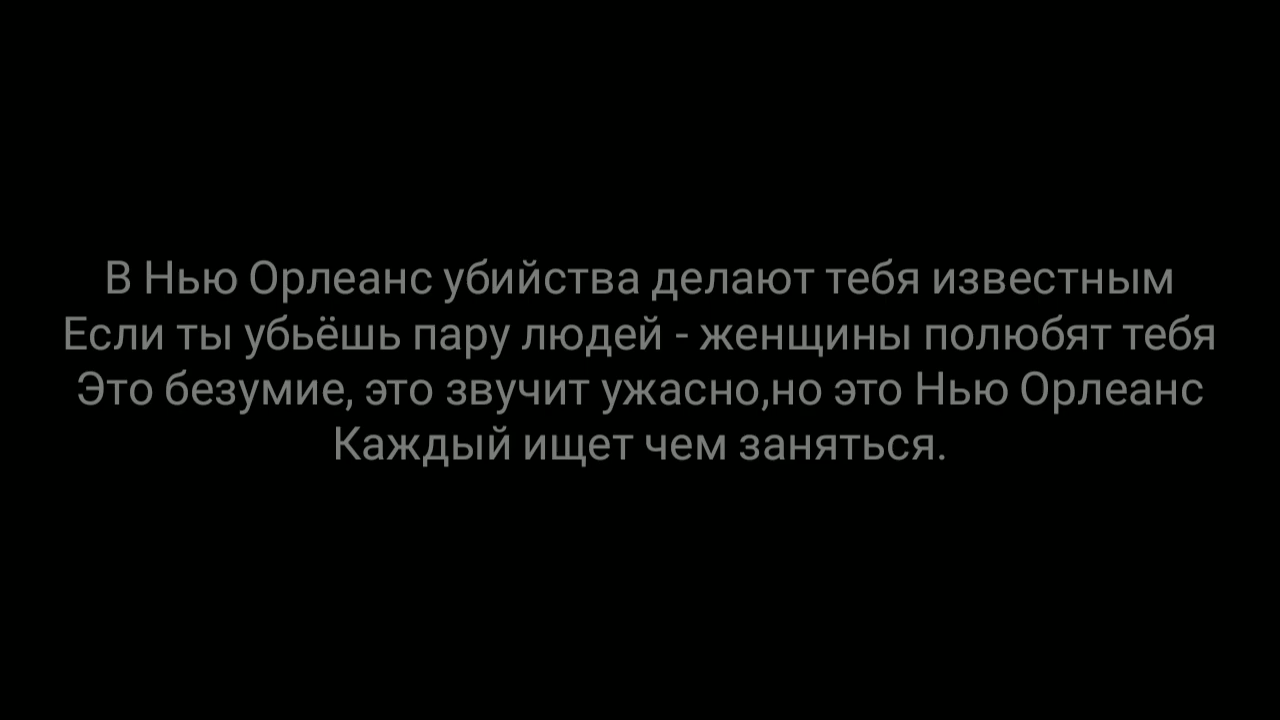 В Нью Орлеанс убийства делают тебя известным
Если ты убьёшь пару людей - женщины полюбят тебя
Это безумие, это звучит ужасно,но это Нью Орлеанс
Каждый ищет чем заняться.